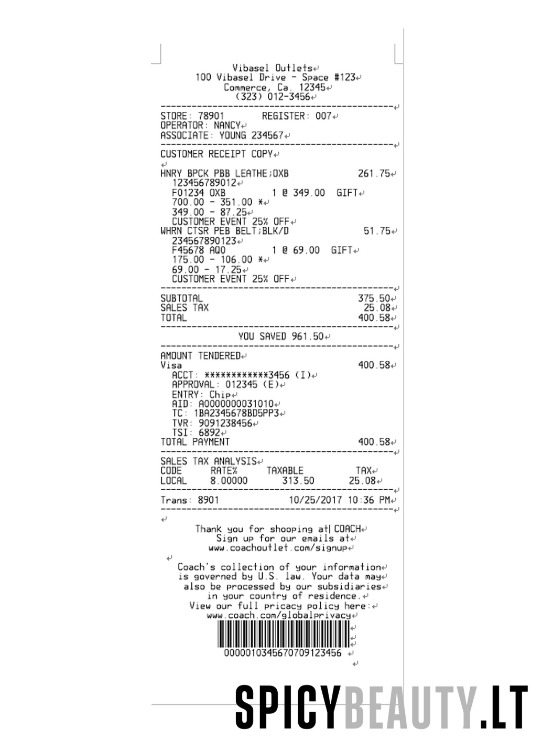 Vibasel Outlets
100 Vibasel Drive - Space #123
Commerce, Ca. 12345
(323) 012-3456
STORE: 78901 REGISTER: 007
OPERATOR: NANCY
ASSOCIATE: YOUNG 234567
CUSTOMER RECEIPT COPY
HNRY BPCK PBB LEATHE;OXB 261.75
123456789012
F01234 OXB 1 @ 349.00 GIFT
700.00 - 351.00 *
349.00 - 87.25
CUSTOMER EVENT 25% OFF
WHRN CTSR PEB BELT;BLK/D 51.75
234567890123
F45678 AQ0 1 @ 69.00 GIFT
175.00 - 106.00 *
69.00 - 17.25
CUSTOMER EVENT 25% OFF
SUBTOTAL 375.50
SALES TAX 25.08
TOTAL 400.58
YOU SAVED 961.50
AMOUNT TENDERED
Visa 400.58
ACCT: ************3456 (I)
APPROVAL: 012345 (E)
ENTRY: Chip
AID: A0000000031010
TC: 1BA2345678BD5PP3
TVR: 9091238456
TSI: 6892
TOTAL PAYMENT 400.58
SALES TAX ANALYSIS
CODE RATE% TAXABLE TAX
LOCAL 8.00000 313.50 25.08
Trans: 8901 10/25/2017 10:36 PM
Thank you for shooping at COACH
Sign up for our emails at
www.coachoutlet.com/signup
Coach's collection of your information
is governed by U.S. law. Your data may
also be processed by our subsidiaries
in your country of residence.
View our full pricacy policy here:
www.coach.com/globalprivacy
0000010345670709123456
SPICYBEAUTY.LT